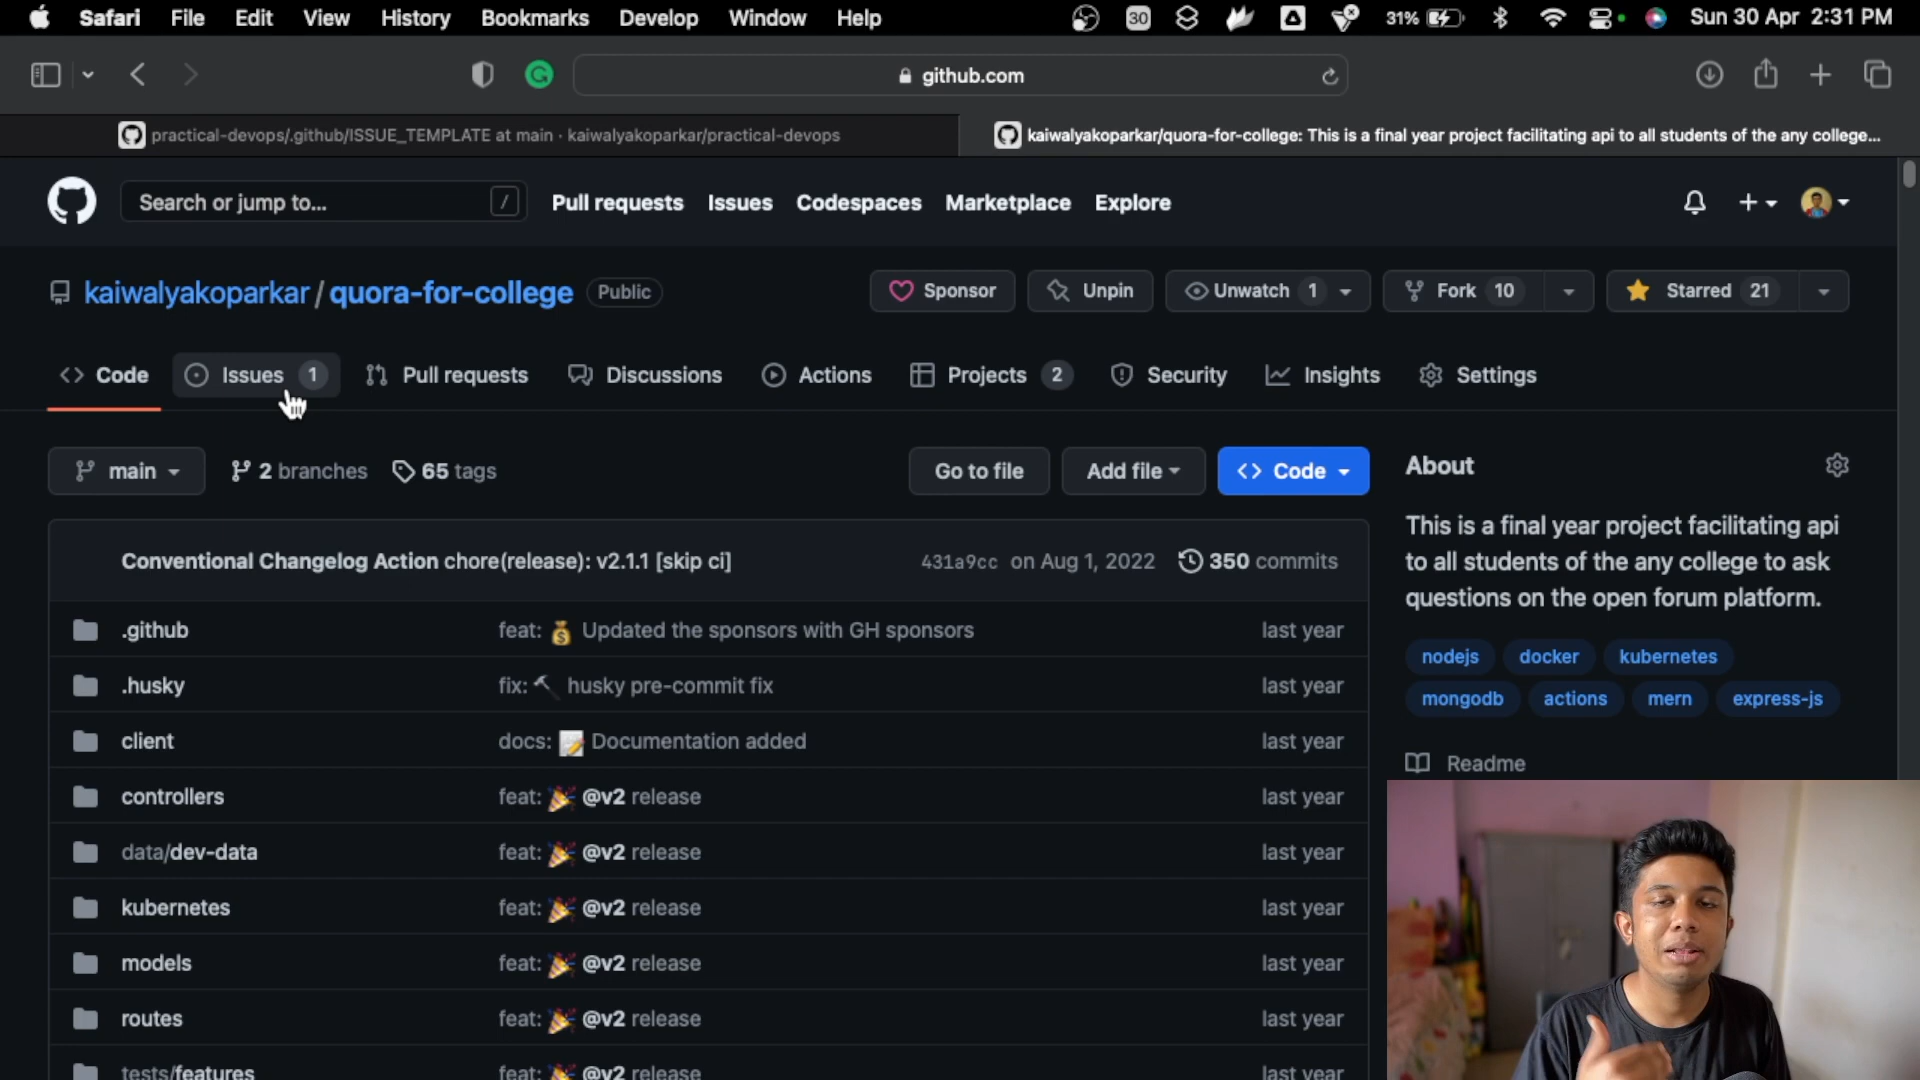 Safari File Edit View History Bookmarks Develop Window Help 30 31% Sun 30 Apr 2:31 PM
github.com
practical-devops/.github/ISSUE_TEMPLATE at main · kaiwalyakoparkar/practical-devops
kaiwalyakoparkar/quora-for-college: This is a final year project facilitating api to all students of the any college...
Search or jump to... / Pull requests Issues Codespaces Marketplace Explore
kaiwalyakoparkar / quora-for-college Public Sponsor Unpin Unwatch 1 Fork 10 Starred 21
Code Issues 1 Pull requests Discussions Actions Projects 2 Security Insights Settings
main 2 branches 65 tags Go to file Add file Code
Conventional Changelog Action chore(release): v2.1.1 [skip ci] 431a9cc on Aug 1, 2022 350 commits
.github feat: 💰 Updated the sponsors with GH sponsors last year
.husky fix: 🔨 husky pre-commit fix last year
client docs: 📝 Documentation added last year
controllers feat: 🎉 @v2 release last year
data/dev-data feat: 🎉 @v2 release last year
kubernetes feat: 🎉 @v2 release last year
models feat: 🎉 @v2 release last year
routes feat: 🎉 @v2 release last year
tests/features feat: 🎉 @v2 release last year
About
This is a final year project facilitating api
to all students of the any college to ask
questions on the open forum platform.
nodejs docker kubernetes
mongodb actions mern express-js
Readme